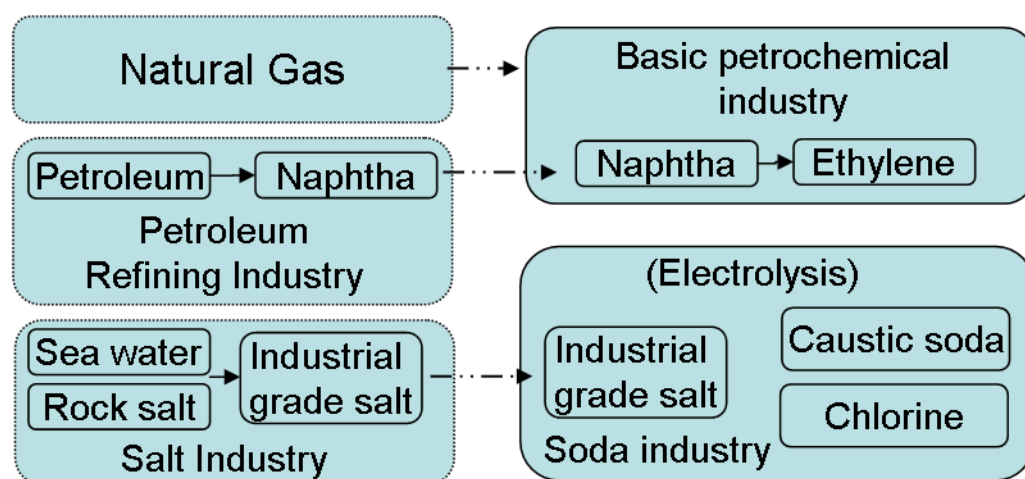 Natural Gas
Basic petrochemical
industry
Petroleum
Naphtha
Naphtha
Ethylene
Petroleum
Refining Industry
(Electrolysis)
Sea water
Rock salt
Industrial
grade salt
Industrial
grade salt
Caustic soda
Chlorine
Salt Industry
Soda industry